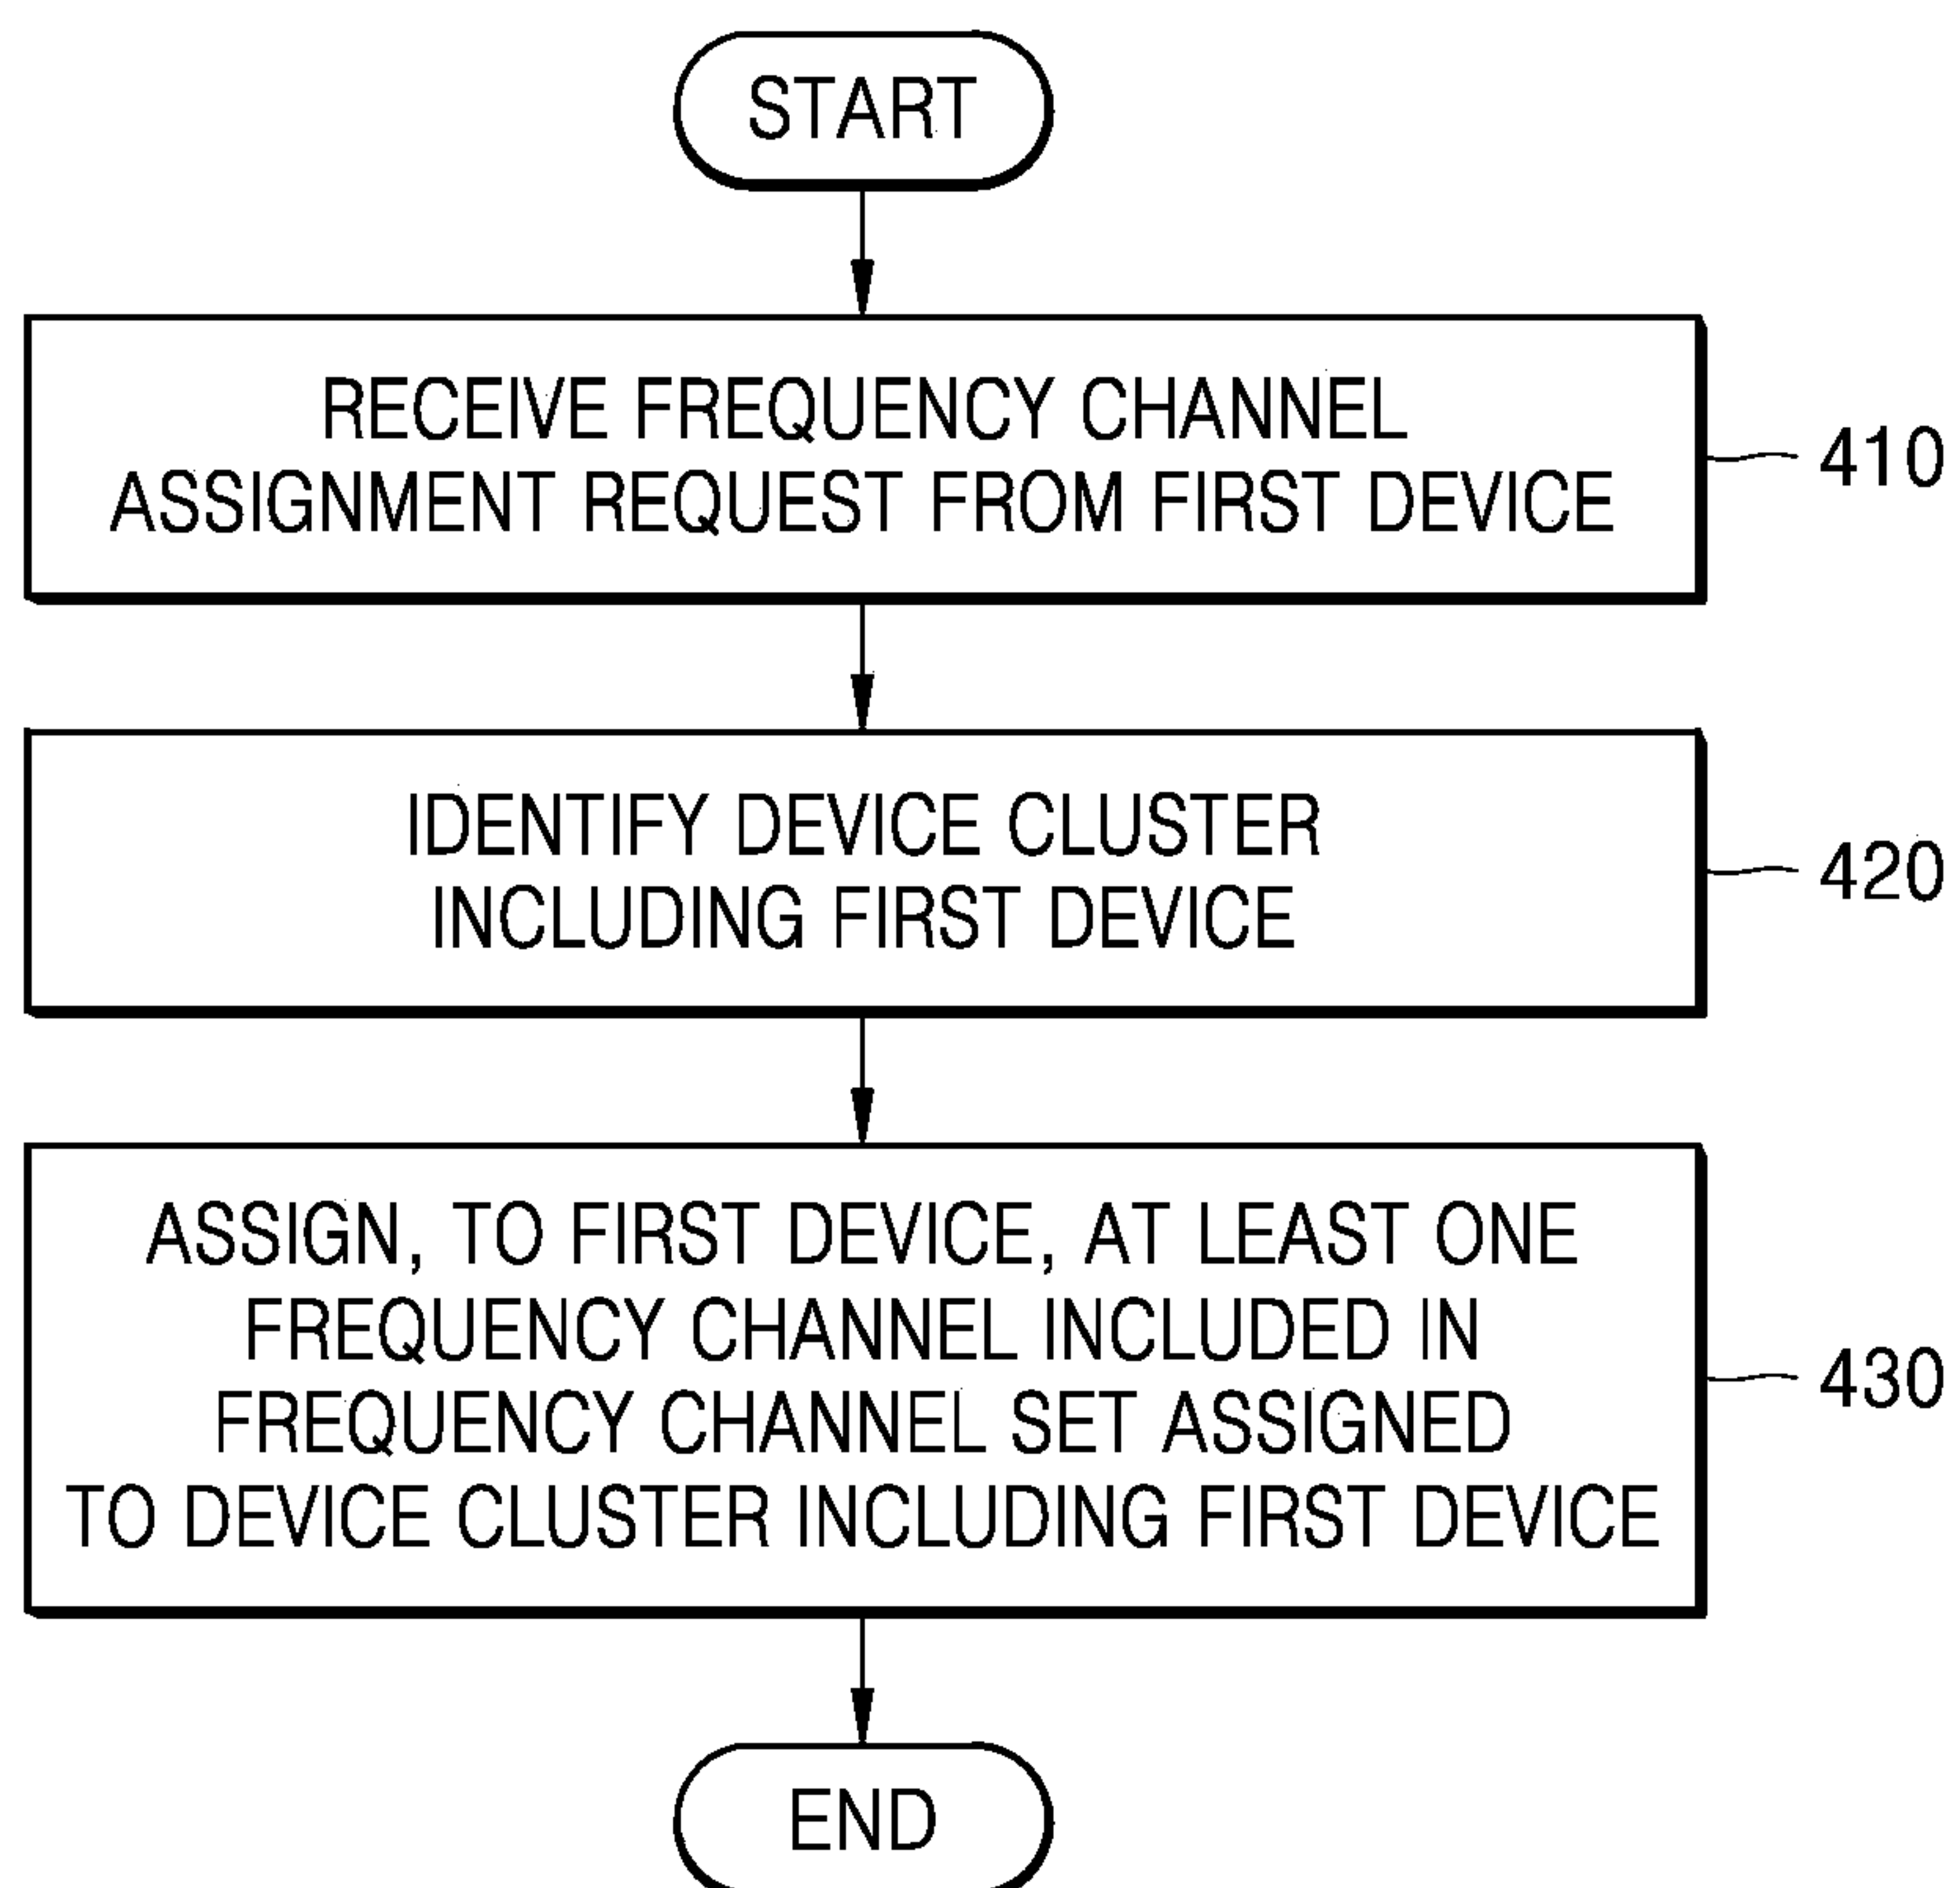 START
RECEIVE FREQUENCY CHANNEL
ASSIGNMENT REQUEST FROM FIRST DEVICE
410
IDENTIFY DEVICE CLUSTER
INCLUDING FIRST DEVICE
420
ASSIGN, TO FIRST DEVICE, AT LEAST ONE
FREQUENCY CHANNEL INCLUDED IN
FREQUENCY CHANNEL SET ASSIGNED
TO DEVICE CLUSTER INCLUDING FIRST DEVICE
430
END